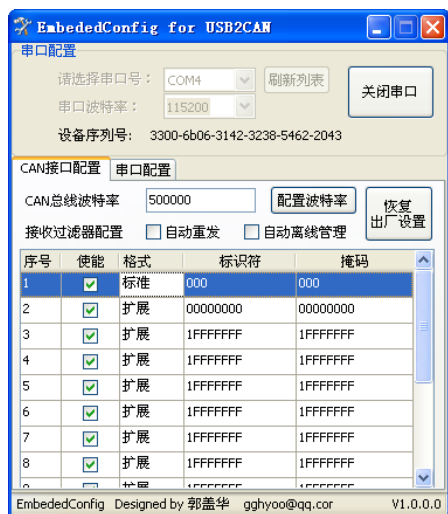 EmbededConfig for USB2CAN
串口配置
请选择串口号： COM4 刷新列表
关闭串口
串口波特率： 115200
设备序列号: 3300-6b06-3142-3238-5462-2043
CAN接口配置 串口配置
CAN总线波特率 500000 配置波特率
恢复
出厂设置
接收过滤器配置 自动重发 自动离线管理
序号 使能 格式 标识符 掩码
1 标准 000 000
2 扩展 00000000 00000000
3 扩展 1FFFFFFF 1FFFFFFF
4 扩展 1FFFFFFF 1FFFFFFF
5 扩展 1FFFFFFF 1FFFFFFF
6 扩展 1FFFFFFF 1FFFFFFF
7 扩展 1FFFFFFF 1FFFFFFF
8 扩展 1FFFFFFF 1FFFFFFF
EmbededConfig Designed by 郭盖华 gghyoo@qq.cor V1.0.0.0